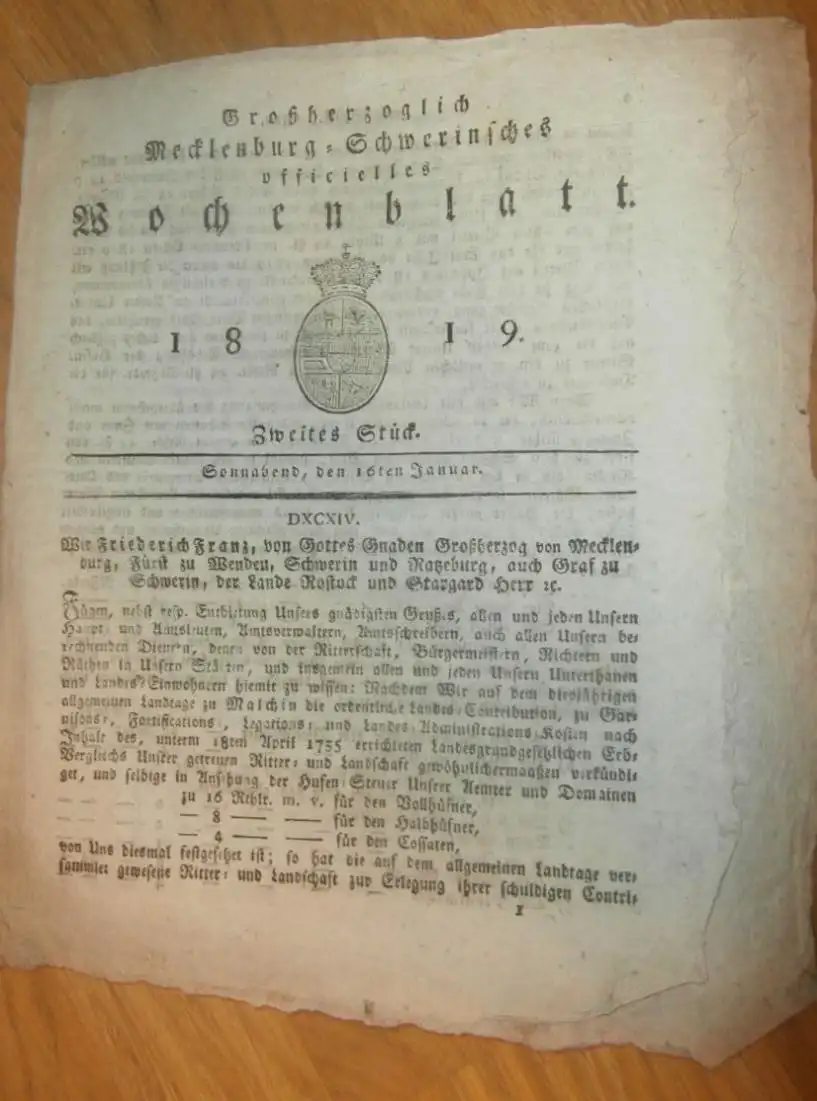 Großherzoglich
Mecklenburg-Schwerinsches
officielles
Wochenblatt.
1819.
Zweites Stück.
Sonnabend, den 16ten Januar.
DXCXIV.
Wir Friederich Franz, von Gottes Gnaden Großherzog von Mecklen-
burg, Fürst zu Wenden, Schwerin und Ratzeburg, auch Graf zu
Schwerin, der Lande Rostock und Stargard Herr ꝛc.
Fügen, nebst resp. Entbietung Unsers gnädigsten Grußes, allen und jeden Unsern
Haupt- und Amtsleuten, Amtsverwaltern, Amtsschreibern, auch allen Unsern be-
rechnenden Dienern, denen von der Ritterschaft, Bürgermeistern, Richtern und
Räthen in Unsern Städten, und insgemein allen und jeden Unsern Unterthanen
und Landes-Einwohnern hiemit zu wissen: Nachdem Wir auf dem diesjährigen
allgemeinen Landtage zu Malchin die ordentliche Landes-Contribution, zu Gar-
nisons-, Fortifications-, Legations- und Landes-Administrations-Kosten nach
Inhalt des, unterm 18ten April 1755 errichteten Landesgrundgesetzlichen Erb-
Vergleichs Unsrer getreuen Ritter- und Landschaft gewöhnlichermaaßen verkündi-
get, und selbige in Ansehung der Hufen-Steuer Unsrer Aemter und Domainen
zu 16 Rthlr. m. v. für den Vollhüfner,
— 8 — — für den Halbhüfner,
— 4 — — für den Cossaten,
von Uns diesmal festgesetzet ist; so hat die auf dem allgemeinen Landtage ver-
sammlet gewesene Ritter- und Landschaft zur Erlegung ihrer schuldigen Contri-
1